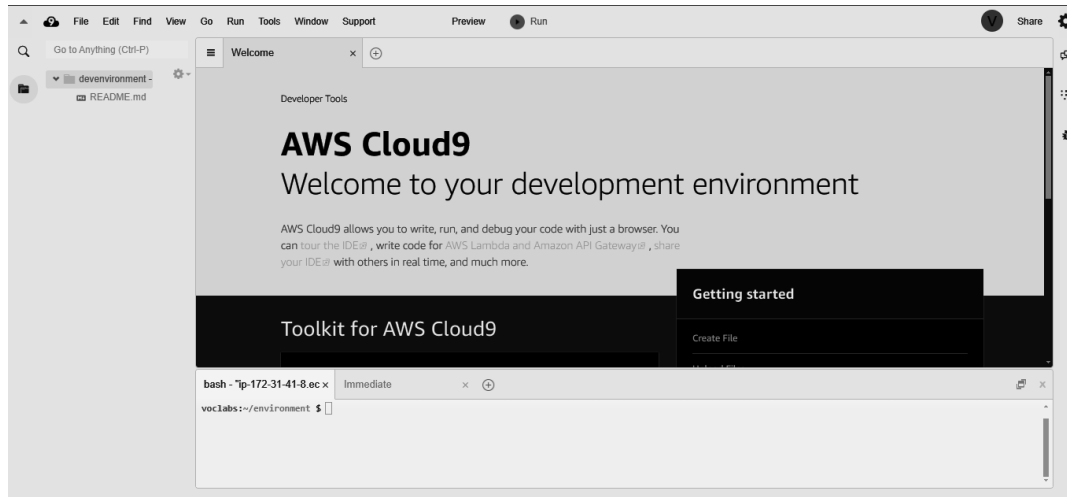 File Edit Find View Go Run Tools Window Support Preview Run V Share
Go to Anything (Ctrl-P)
Welcome
devenvironment -
README.md
Developer Tools
AWS Cloud9
Welcome to your development environment
AWS Cloud9 allows you to write, run, and debug your code with just a browser. You
can tour the IDE , write code for AWS Lambda and Amazon API Gateway , share
your IDE with others in real time, and much more.
Getting started
Toolkit for AWS Cloud9
Create File
bash - "ip-172-31-41-8.ec Immediate
voclabs:~/environment $